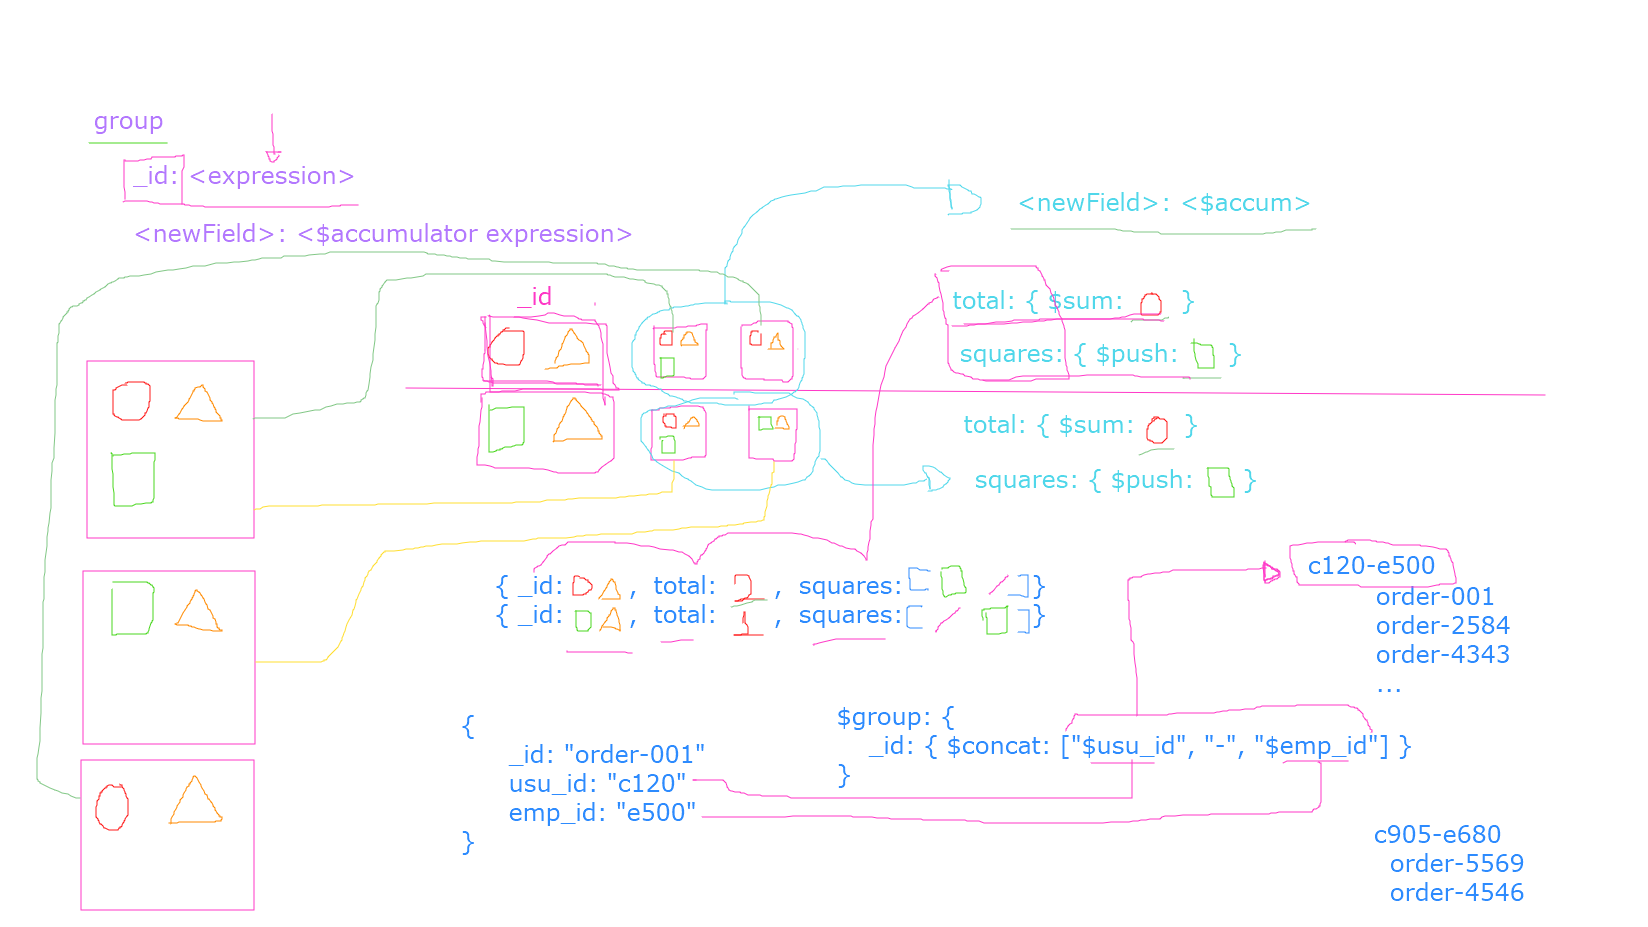 group
_id: <expression>
<newField>: <$accumulator expression>
_id
<newField>: <$accum>
total: { $sum: }
squares: { $push: }
total: { $sum: }
squares: { $push: }
{ _id: , total: 2 , squares: [ ] }
{ _id: , total: 1 , squares: [ ] }
c120-e500
order-001
order-2584
order-4343
...
{
_id: "order-001"
usu_id: "c120"
emp_id: "e500"
}
$group: {
_id: { $concat: ["$usu_id", "-", "$emp_id"] }
}
c905-e680
order-5569
order-4546